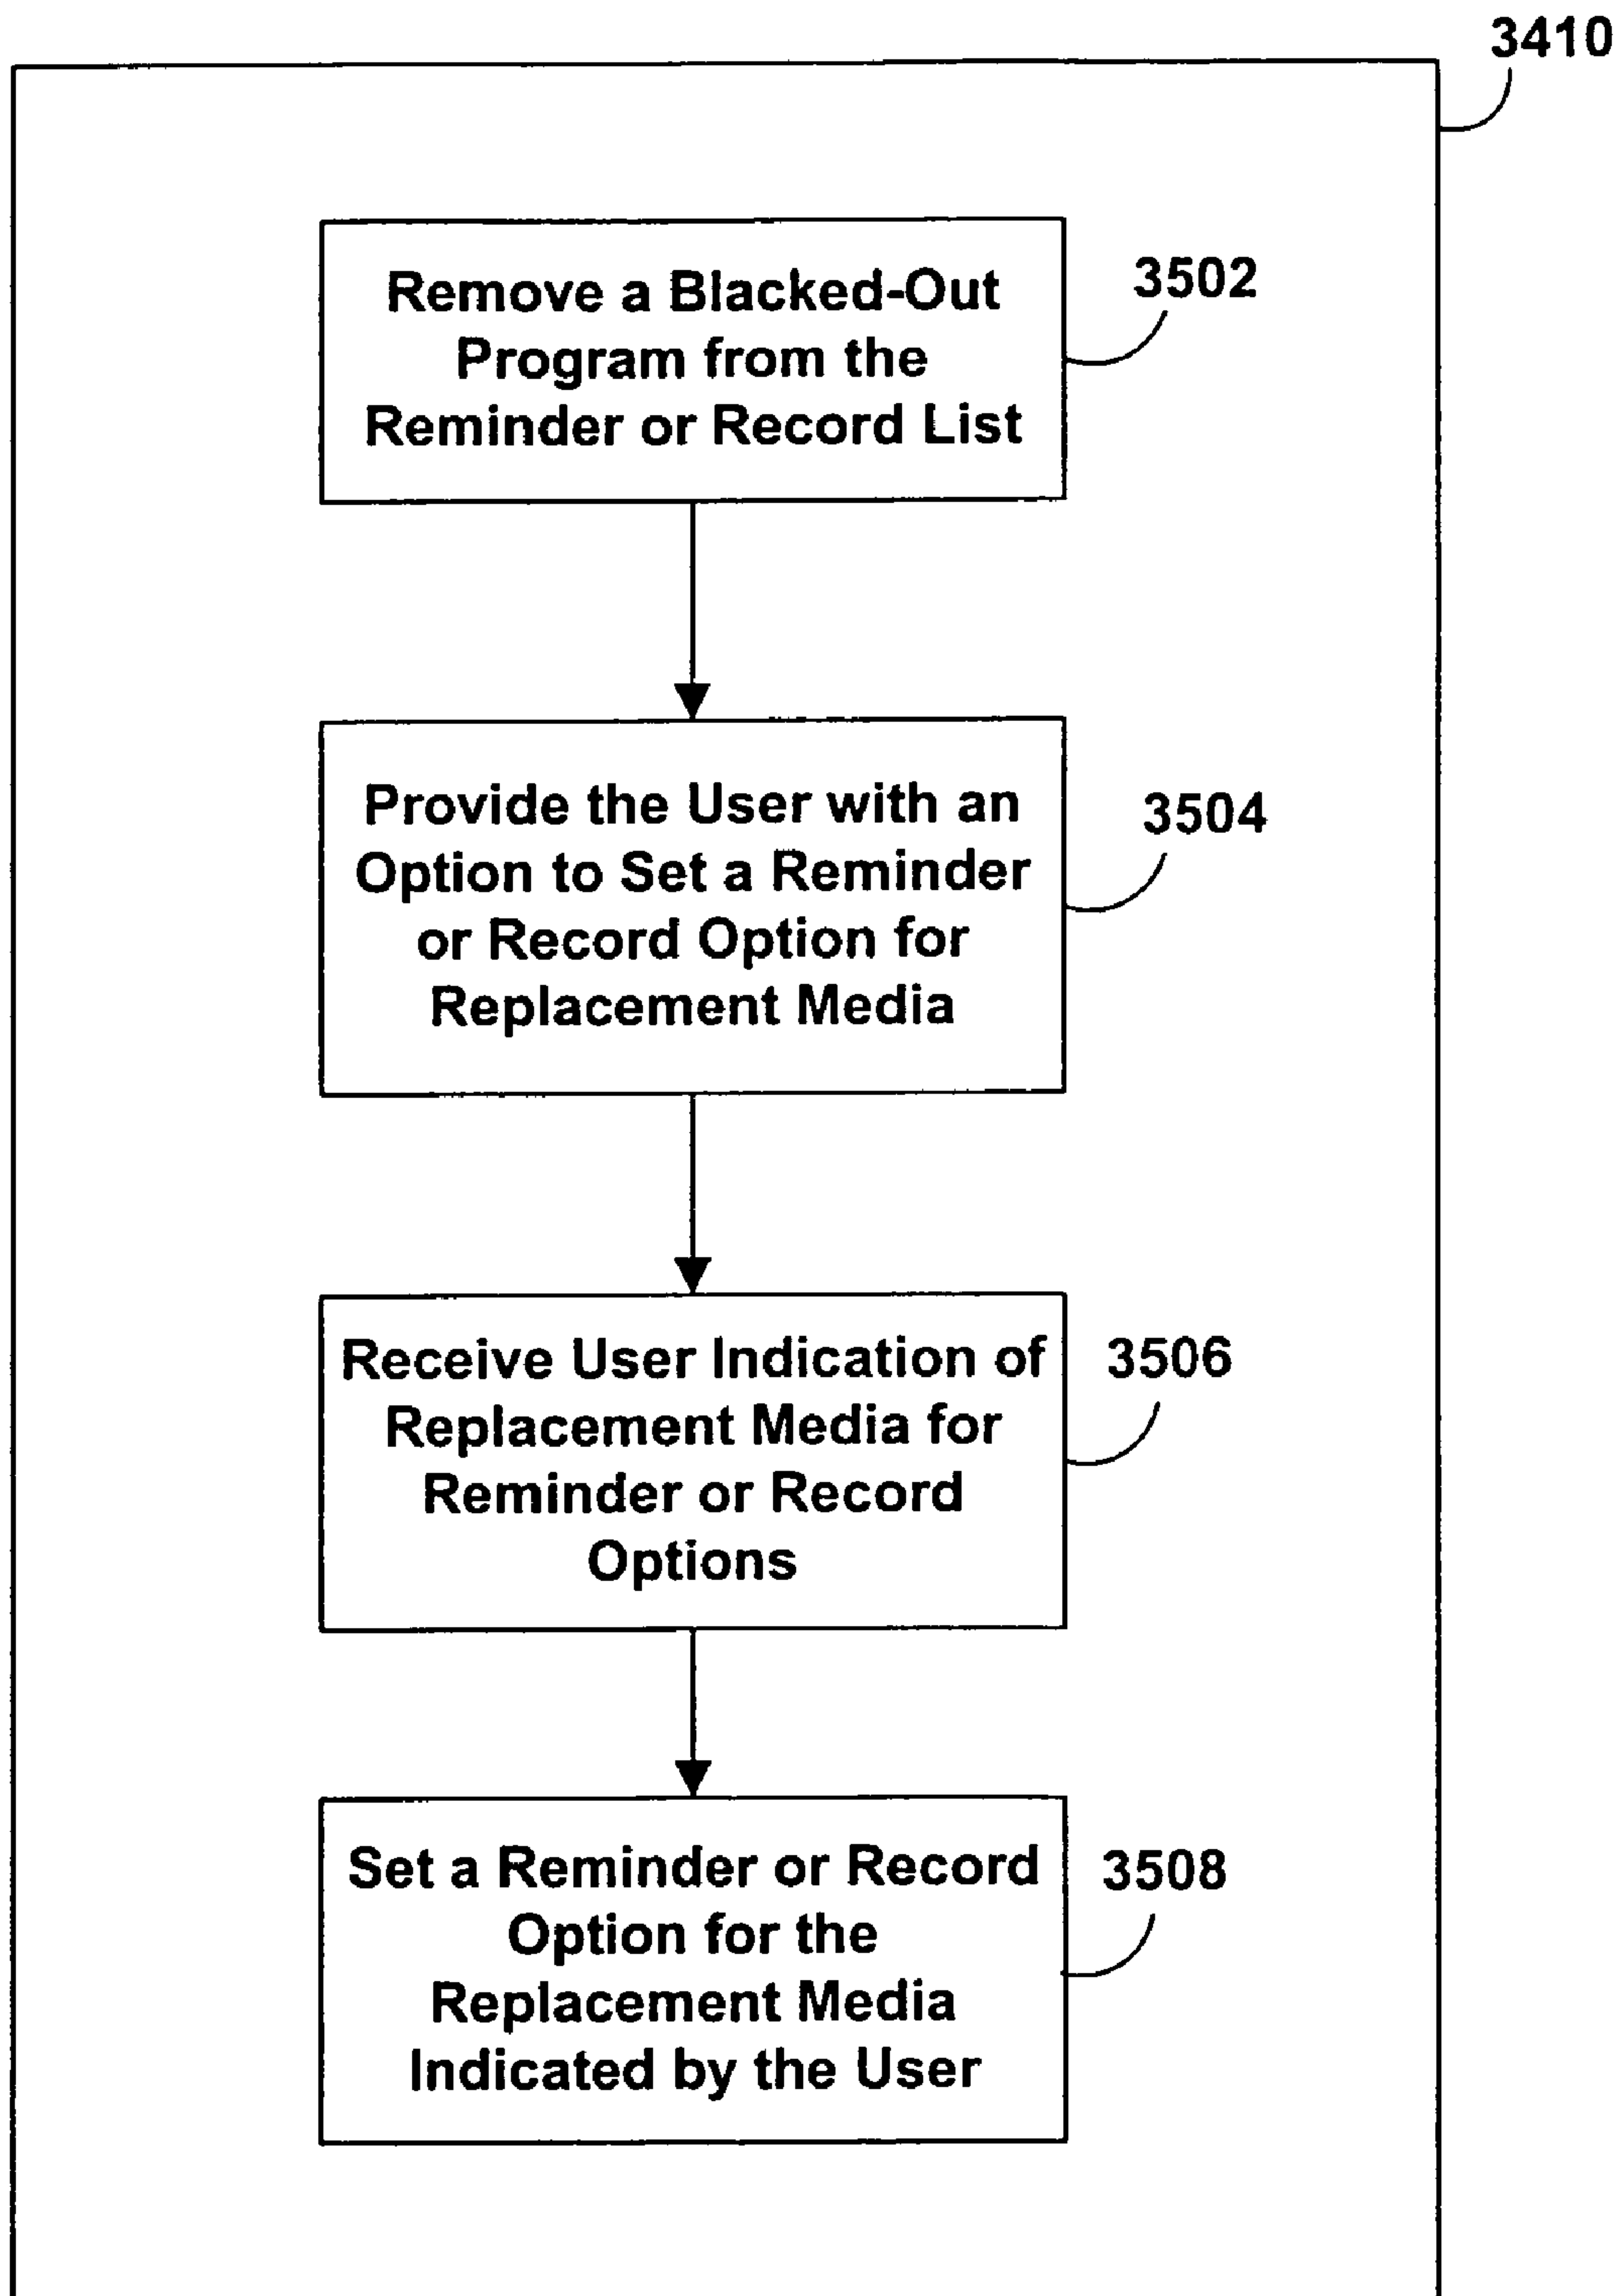 3410
Remove a Blacked-Out
Program from the
Reminder or Record List
3502
Provide the User with an
Option to Set a Reminder
or Record Option for
Replacement Media
3504
Receive User Indication of
Replacement Media for
Reminder or Record
Options
3506
Set a Reminder or Record
Option for the
Replacement Media
Indicated by the User
3508